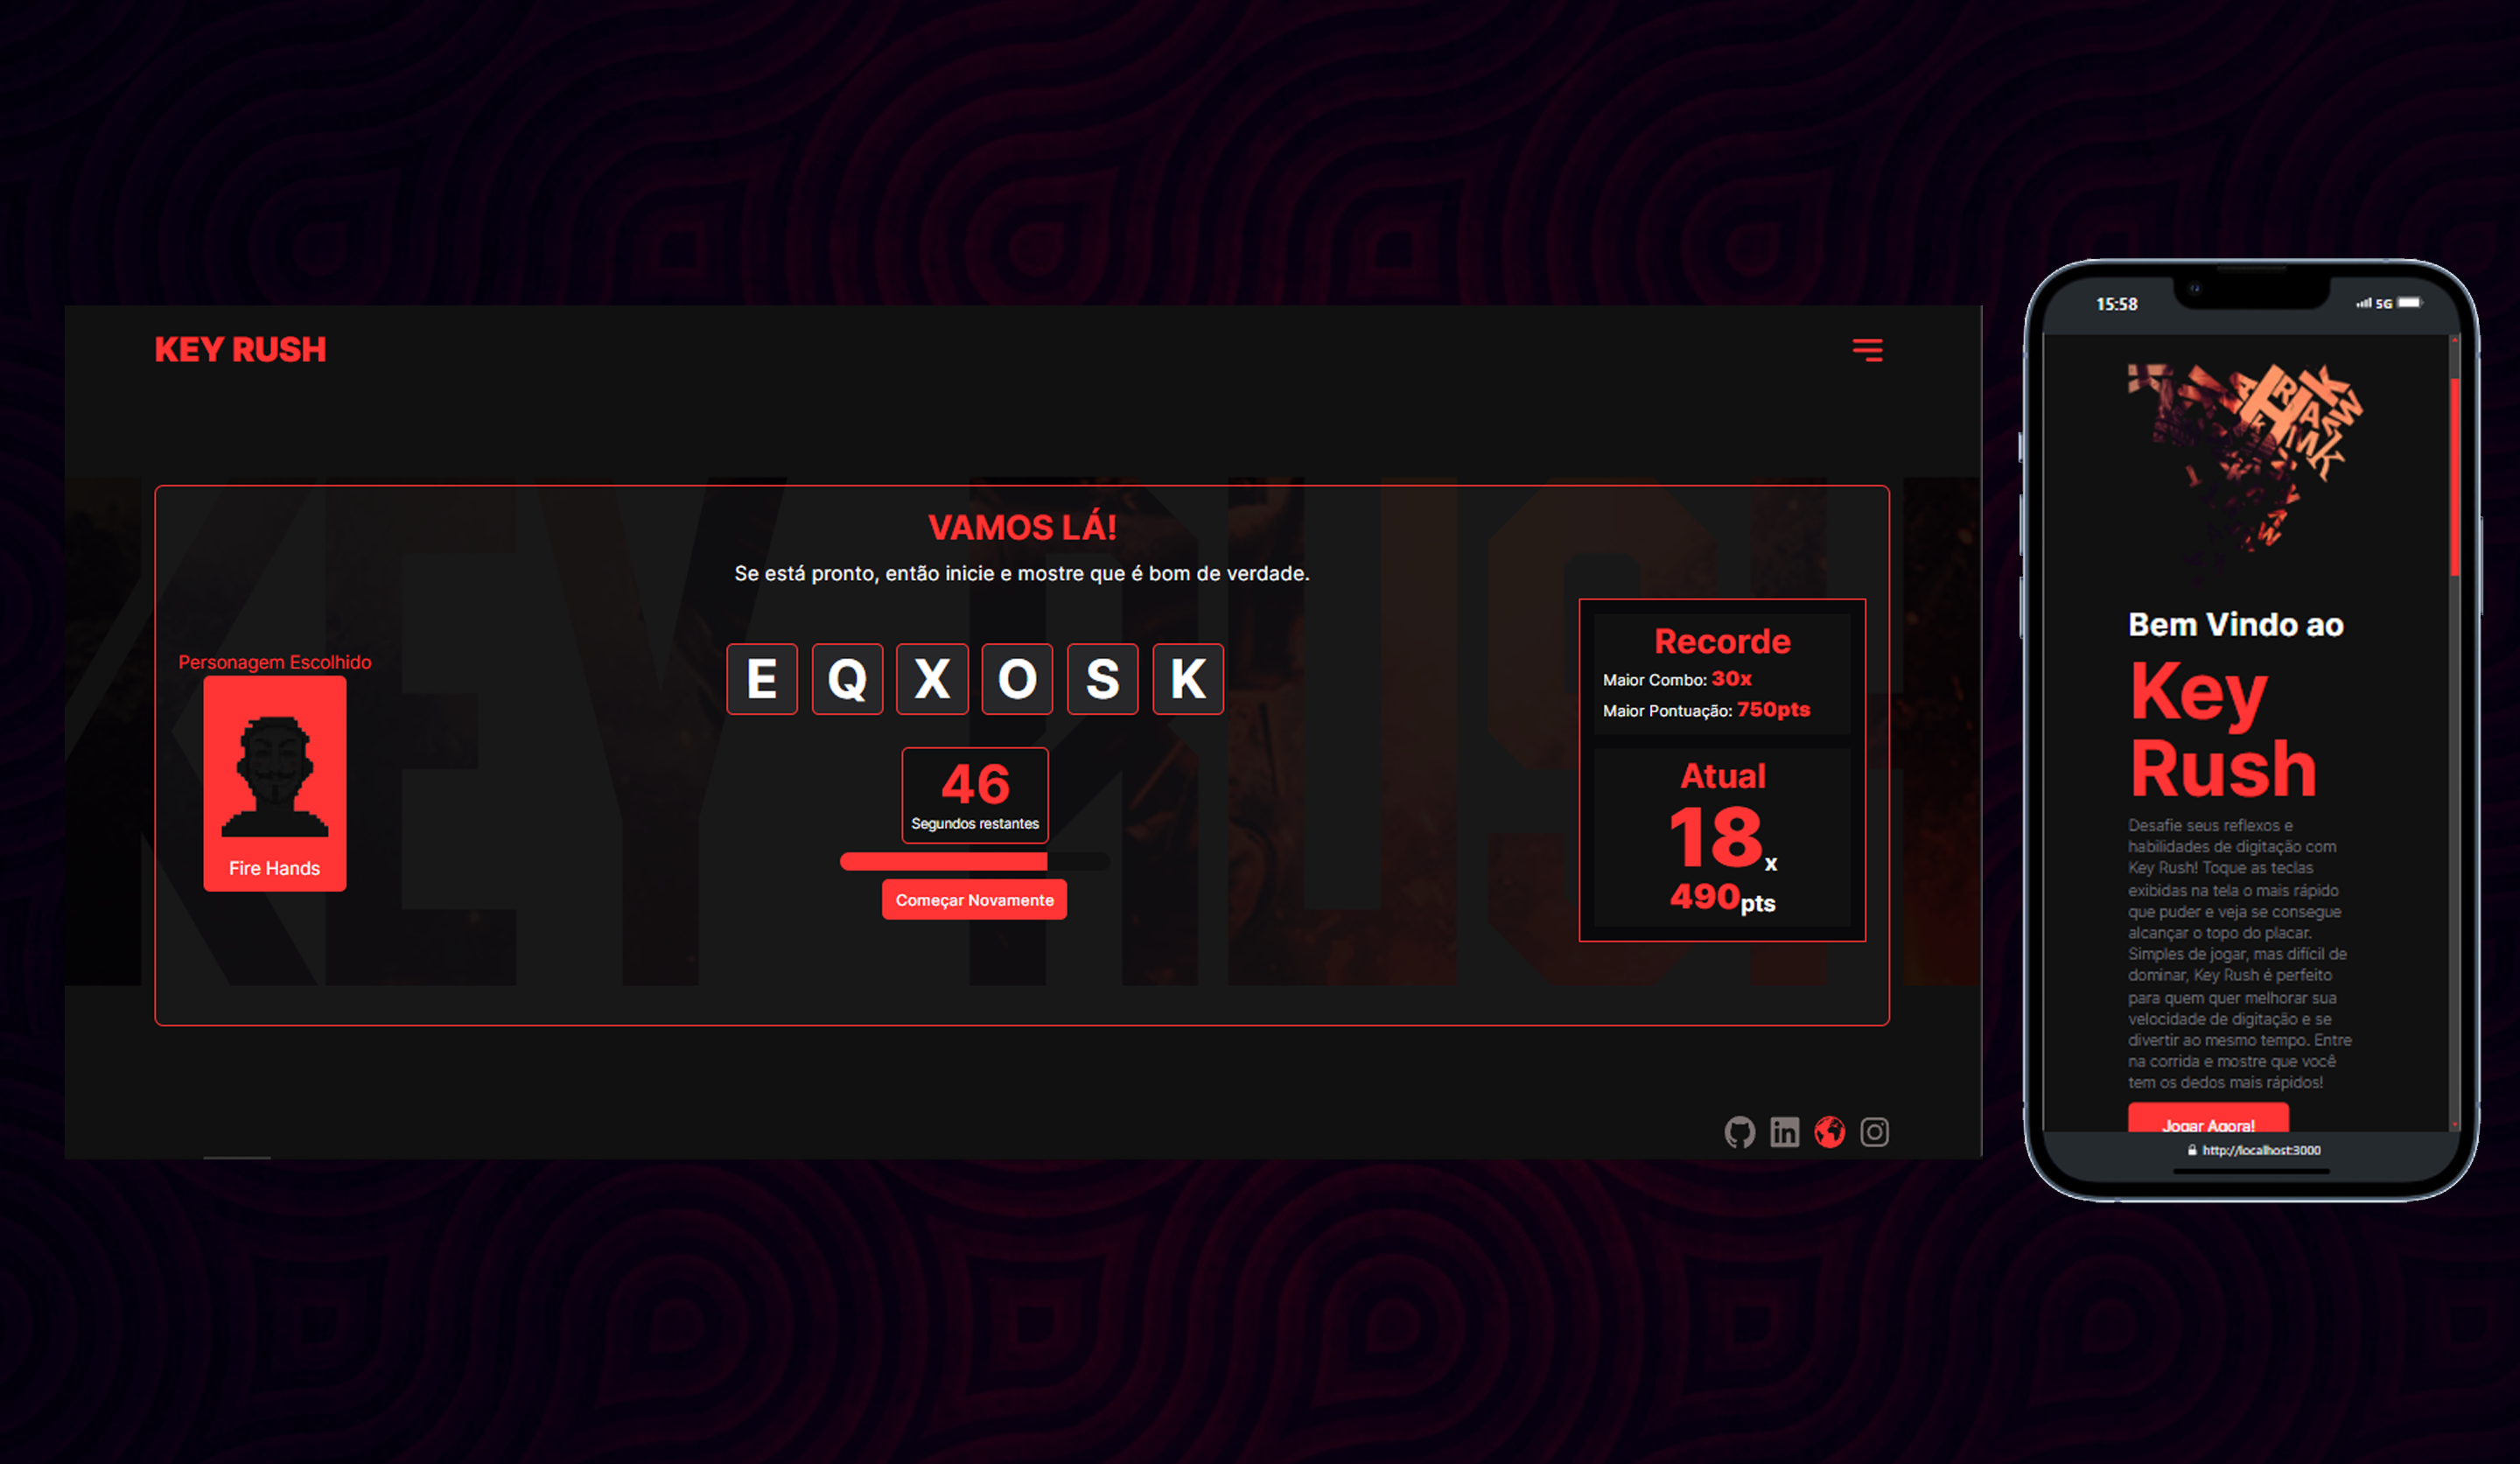 KEY RUSH
VAMOS LÁ!
Se está pronto, então inicie e mostre que é bom de verdade.
Personagem Escolhido
Fire Hands
E Q X O S K
46
Segundos restantes
Começar Novamente
Recorde
Maior Combo: 30x
Maior Pontuação: 750pts
Atual
18x
490pts
KEY RUSH
15:58
5G
Bem Vindo ao
Key
Rush
Desafie seus reflexos e
habilidades de digitação com
Key Rush! Toque as teclas
exibidas na tela o mais rápido
que puder e veja se consegue
alcançar o topo do placar.
Simples de jogar, mas difícil de
dominar, Key Rush é perfeito
para quem quer melhorar sua
velocidade de digitação e se
divertir ao mesmo tempo. Entre
na corrida e mostre que você
tem os dedos mais rápidos!
Jogar Agora!
http://localhost:3000